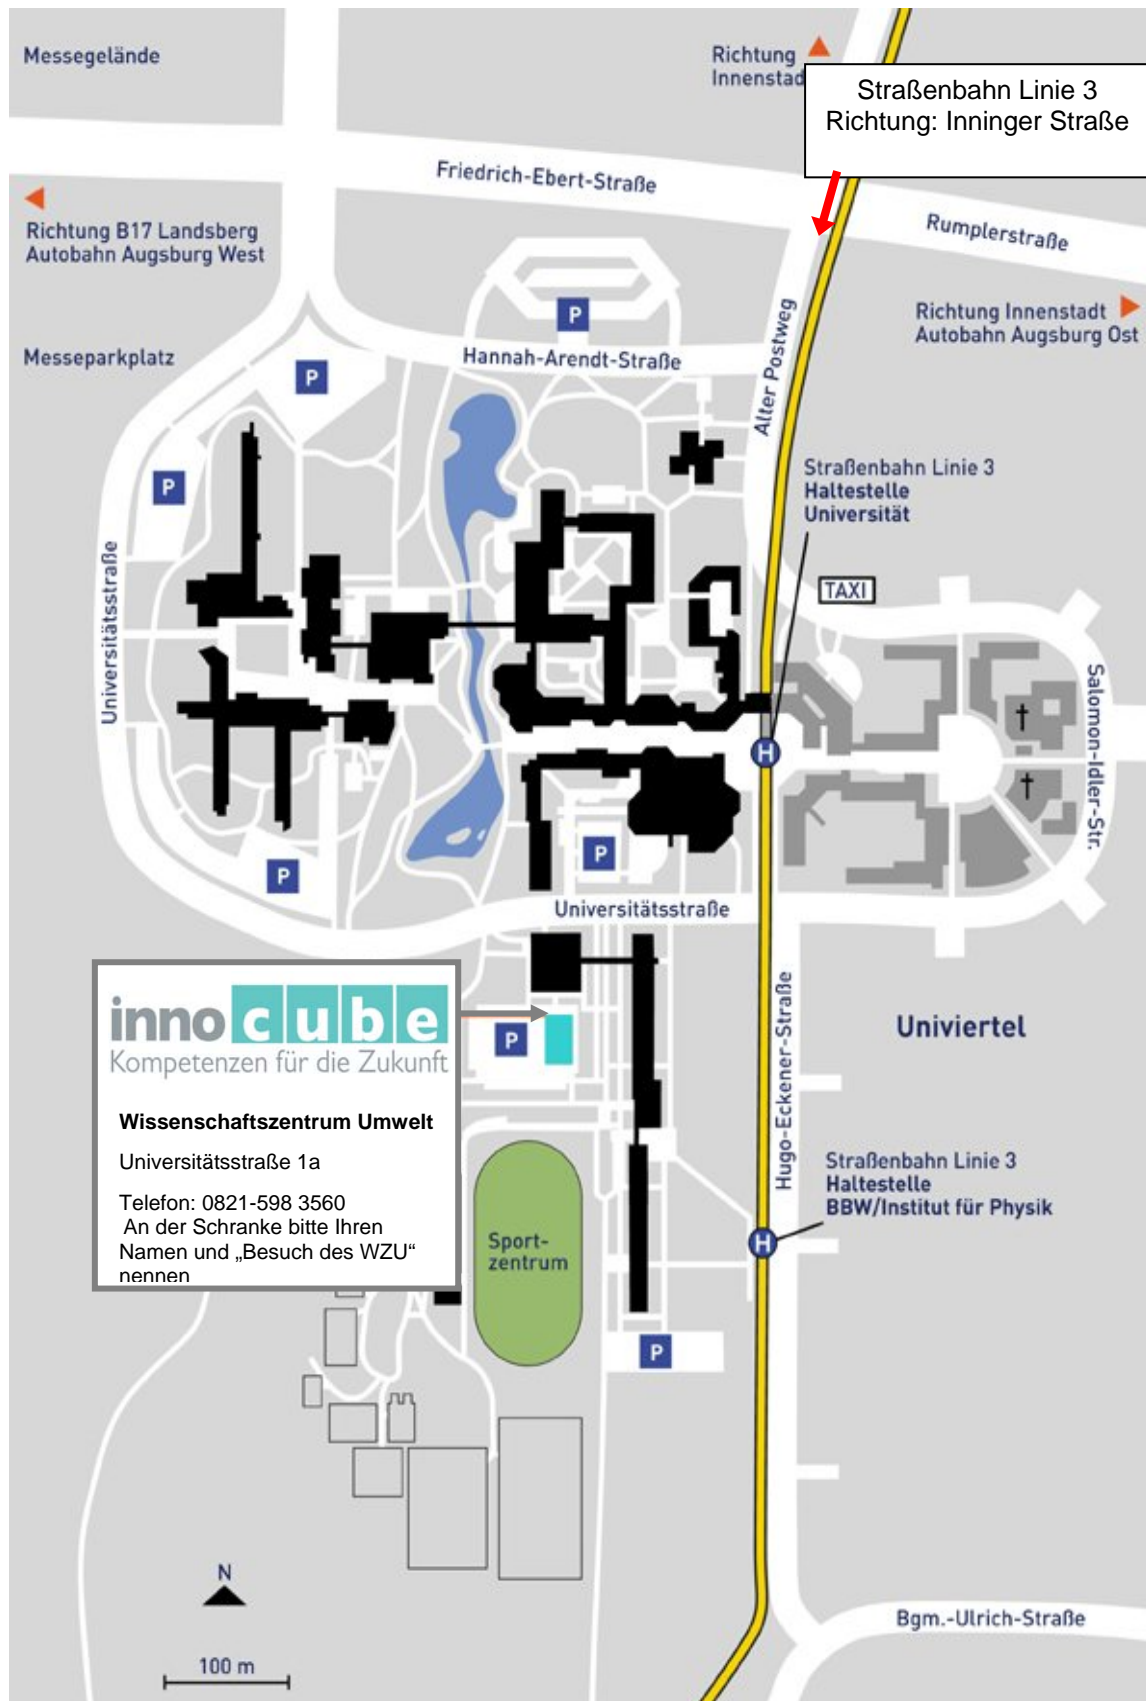 Messegelände
Richtung
Innenstad
Straßenbahn Linie 3
Richtung: Inninger Straße
Friedrich-Ebert-Straße
Rumplerstraße
Richtung B17 Landsberg
Autobahn Augsburg West
Richtung Innenstadt
Autobahn Augsburg Ost
P
Messeparkplatz
Hannah-Arendt-Straße
P
Alter Postweg
Straßenbahn Linie 3
Haltestelle
Universität
P
TAXI
Universitätsstraße
Salomon-Idler-Str.
H
P
P
Universitätsstraße
inno cube
Kompetenzen für die Zukunft
Wissenschaftszentrum Umwelt
Universitätsstraße 1a
Telefon: 0821-598 3560
An der Schranke bitte Ihren
Namen und „Besuch des WZU“
nennen
P
Hugo-Eckener-Straße
Univiertel
Straßenbahn Linie 3
Haltestelle
BBW/Institut für Physik
H
Sport-
zentrum
P
N
100 m
Bgm.-Ulrich-Straße